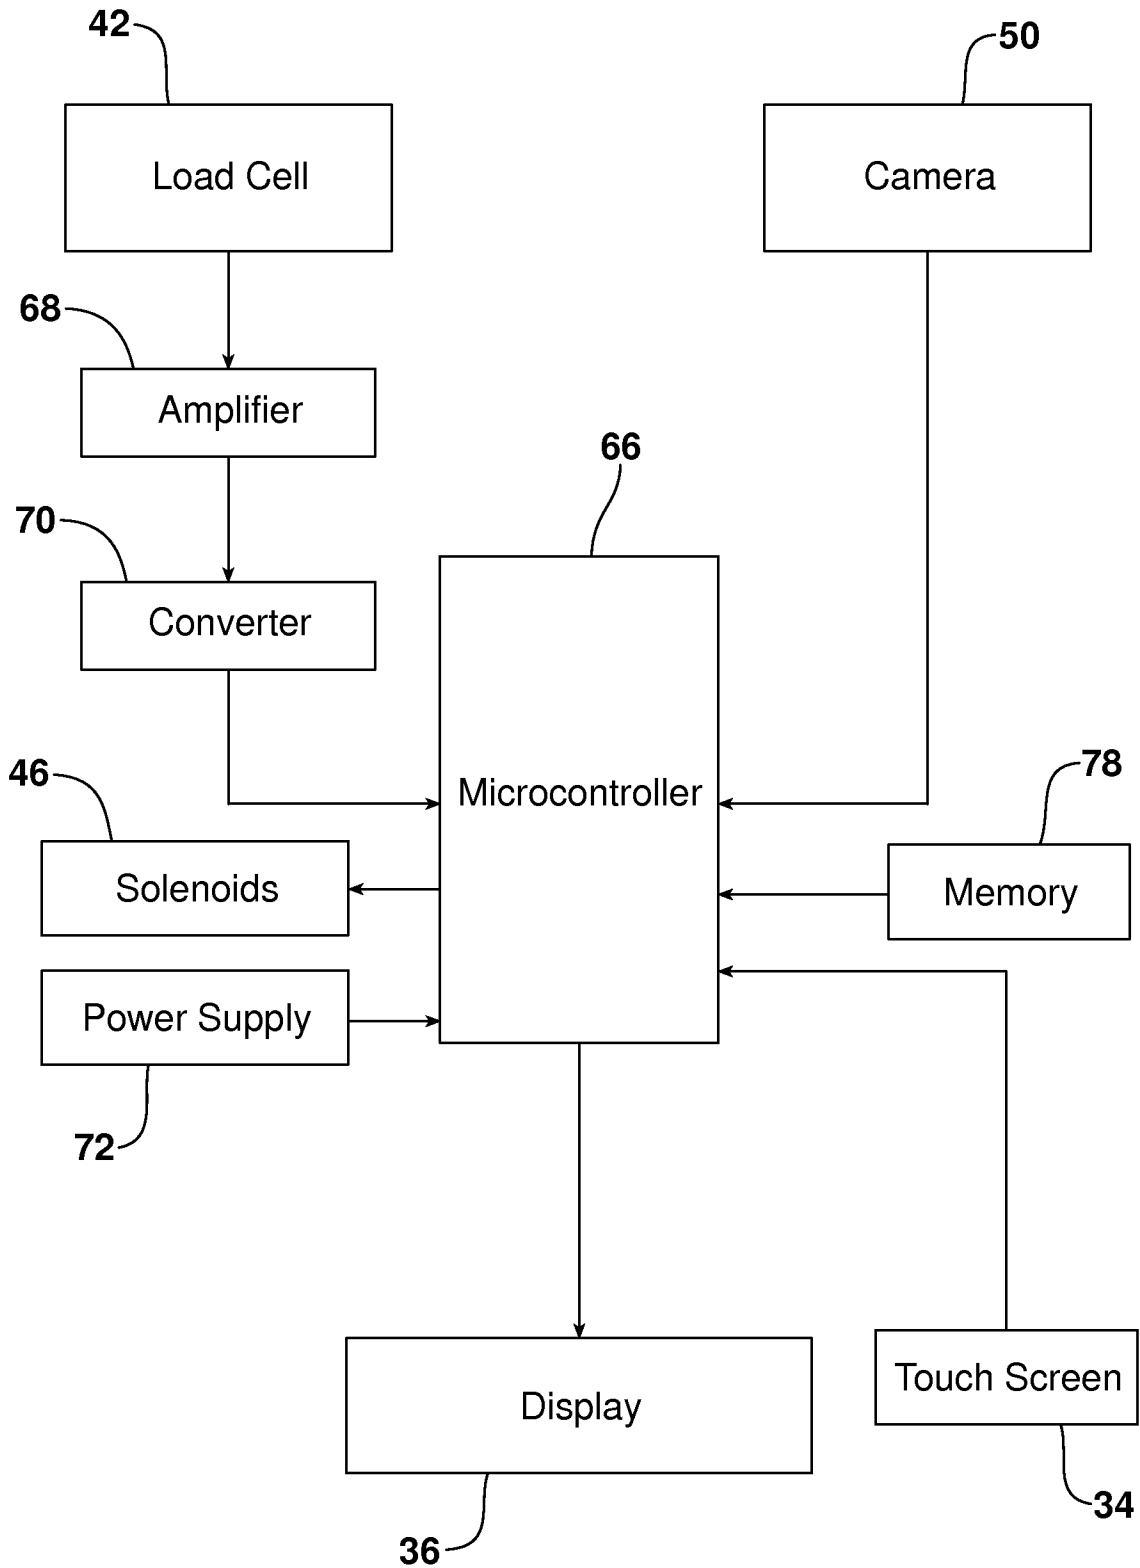 42
50
Load Cell
Camera
68
Amplifier
66
70
Converter
46
78
Microcontroller
Solenoids
Memory
Power Supply
72
Touch Screen
Display
34
36